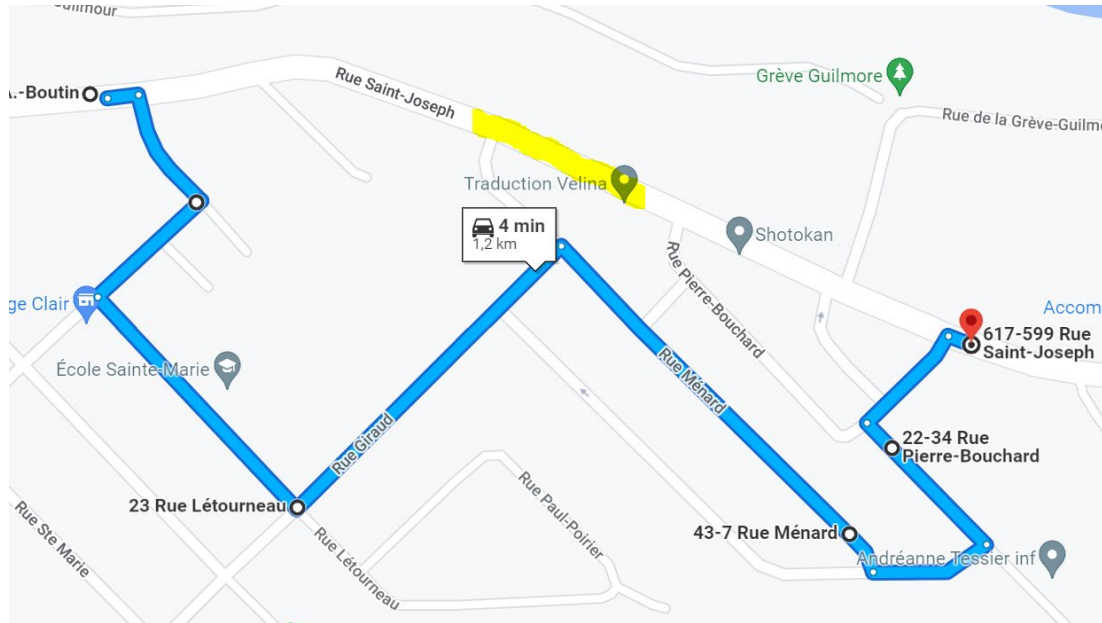 Guilmour
A.-Boutin
Rue Saint-Joseph
Grève Guilmore
Rue de la Grève-Guilmo
Traduction Velina
4 min
1,2 km
Shotokan
Rue Pierre-Bouchard
ge Clair
Accom
617-599 Rue
Saint-Joseph
École Sainte-Marie
Rue Ménard
Rue Giraud
22-34 Rue
Pierre-Bouchard
23 Rue Létourneau
Rue Paul-Poirier
43-7 Rue Ménard
Rue Ste Marie
Rue Létourneau
Andréanne Tessier inf